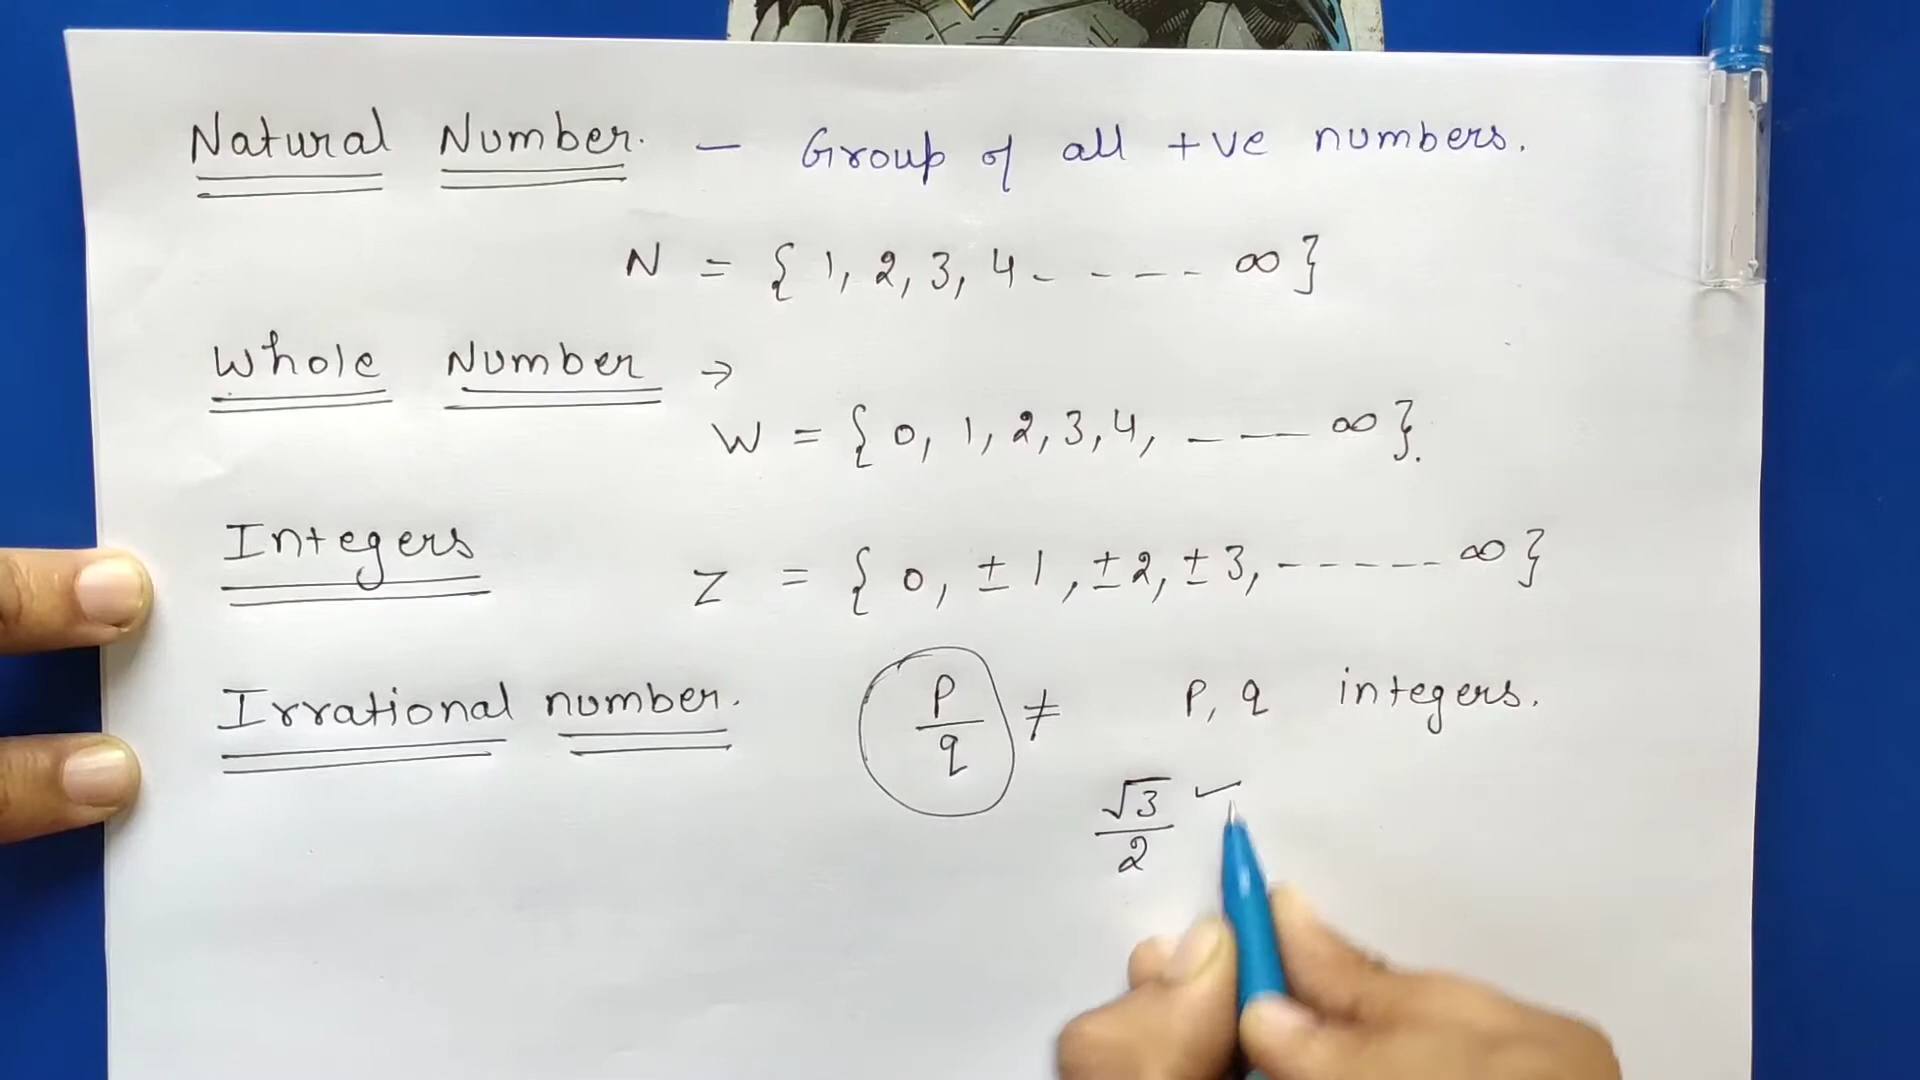 Natural Number. — Group of all +ve numbers.
N = { 1, 2, 3, 4 - - - - - ∞ }
Whole Number →
W = { 0, 1, 2, 3, 4, - - - ∞ }.
Integers Z = { 0, ±1, ±2, ±3, - - - - - ∞ }
Irrational number. p/q ≠ p, q integers.
√3/2 ✓